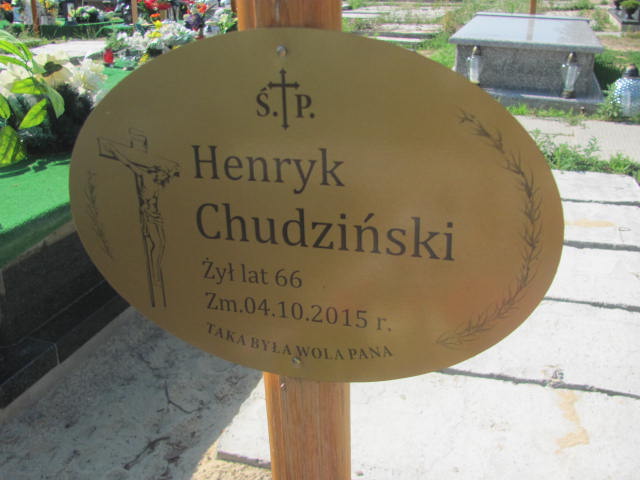 Ś.P.
Henryk
Chudziński
Żył lat 66
Zm.04.10.2015 r.
TAKA BYŁA WOLA PANA